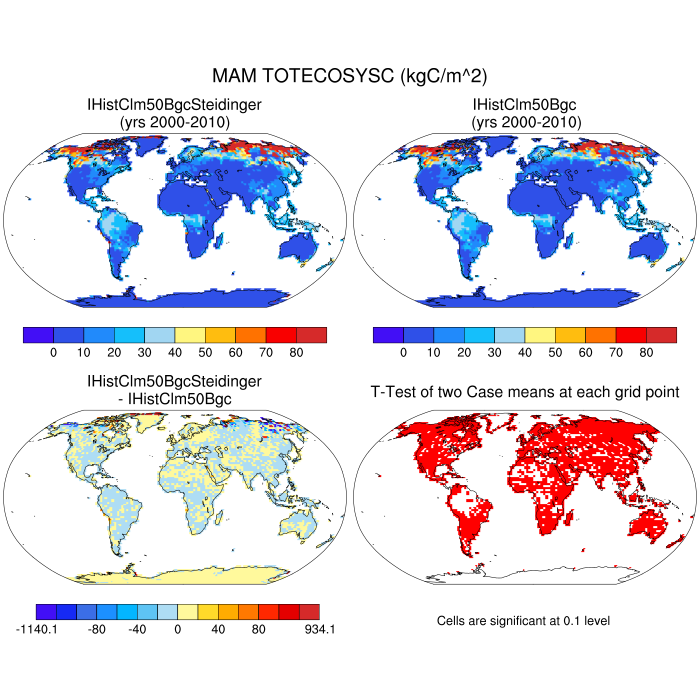 MAM TOTECOSYSC (kgC/m^2)
IHistClm50BgcSteidinger
(yrs 2000-2010)
IHistClm50Bgc
(yrs 2000-2010)
0 10 20 30 40 50 60 70 80
0 10 20 30 40 50 60 70 80
IHistClm50BgcSteidinger
- IHistClm50Bgc
T-Test of two Case means at each grid point
-1140.1 -80 -40 0 40 80 934.1
Cells are significant at 0.1 level